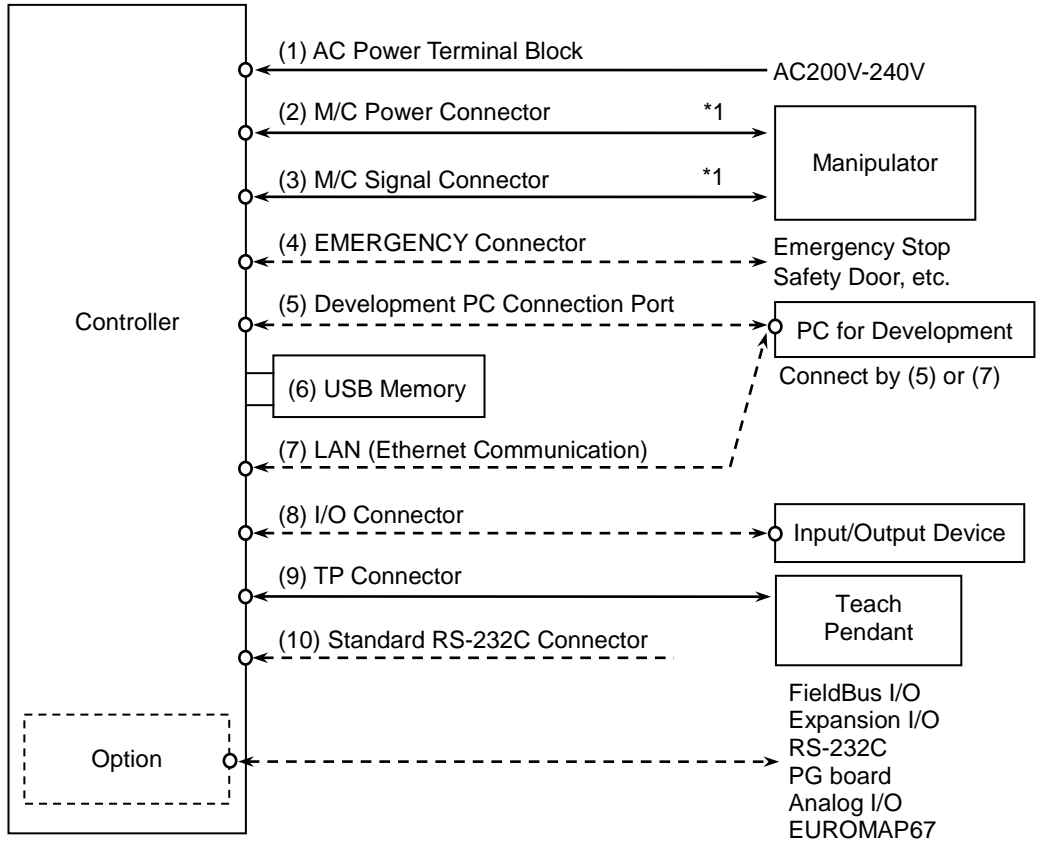 (1) AC Power Terminal Block
AC200V-240V
(2) M/C Power Connector
*1
Manipulator
(3) M/C Signal Connector
*1
(4) EMERGENCY Connector
Emergency Stop
Safety Door, etc.
(5) Development PC Connection Port
Controller
PC for Development
Connect by (5) or (7)
(6) USB Memory
(7) LAN (Ethernet Communication)
(8) I/O Connector
Input/Output Device
(9) TP Connector
Teach
Pendant
(10) Standard RS-232C Connector
Option
FieldBus I/O
Expansion I/O
RS-232C
PG board
Analog I/O
EUROMAP67